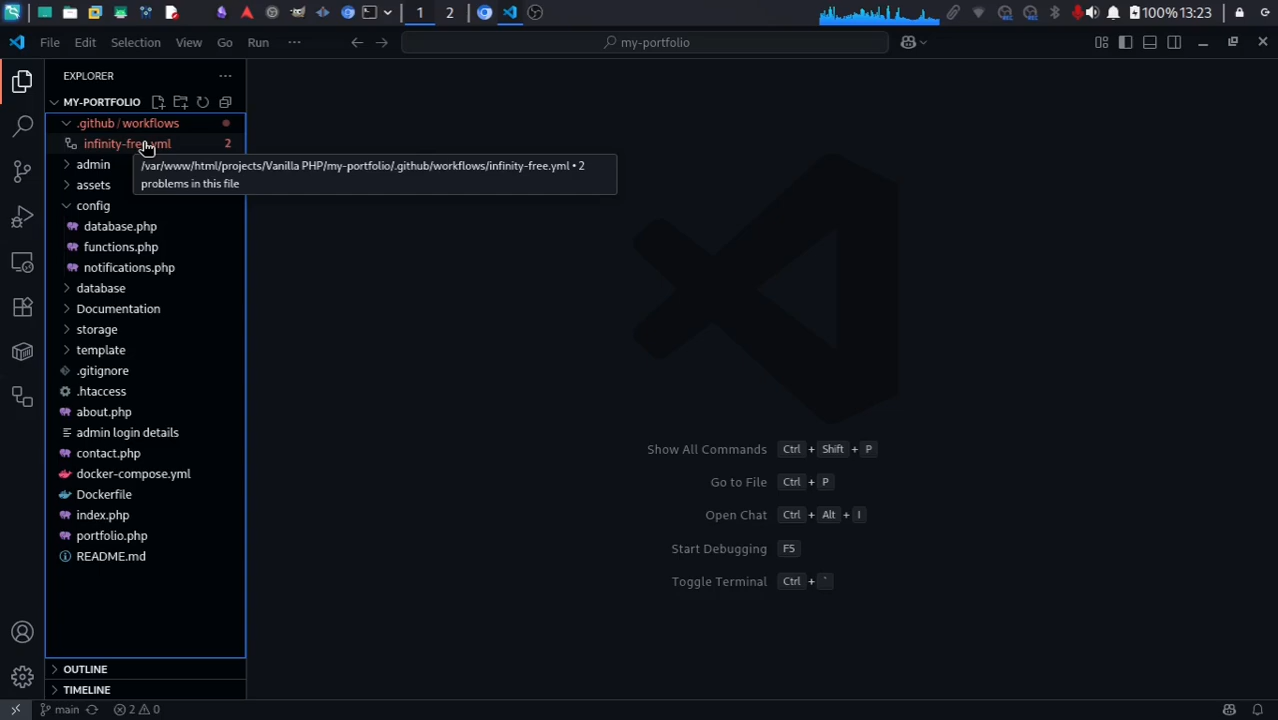 100% 13:23
1
2
File Edit Selection View Go Run ···
my-portfolio
EXPLORER
MY-PORTFOLIO
.github / workflows
infinity-free.yml 2
/var/www/html/projects/Vanilla PHP/my-portfolio/.github/workflows/infinity-free.yml • 2
problems in this file
admin
assets
config
database.php
functions.php
notifications.php
database
Documentation
storage
template
.gitignore
.htaccess
about.php
admin login details
contact.php
docker-compose.yml
Dockerfile
index.php
portfolio.php
README.md
Show All Commands Ctrl + Shift + P
Go to File Ctrl + P
Open Chat Ctrl + Alt + I
Start Debugging F5
Toggle Terminal Ctrl + `
OUTLINE
TIMELINE
main 2 0